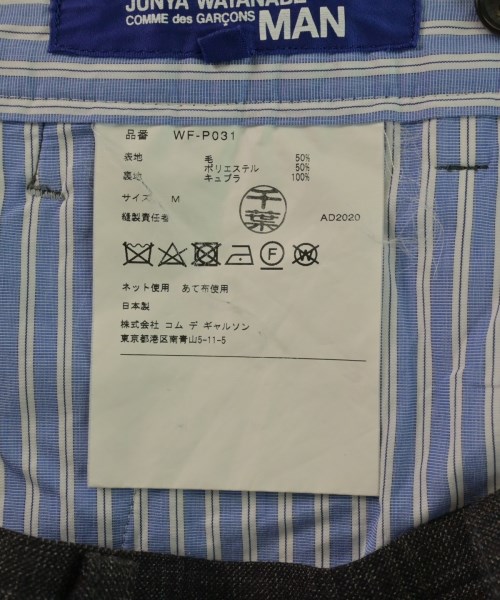 JUNYA WATANABE
COMME des GARÇONS MAN
品番 WF-P031
表地 毛 50%
ポリエステル 50%
裏地 キュプラ 100%
サイズ M
千葉
縫製責任者 AD2020
F W
ネット使用 あて布使用
日本製
株式会社 コム デ ギャルソン
東京都港区南青山5-11-5